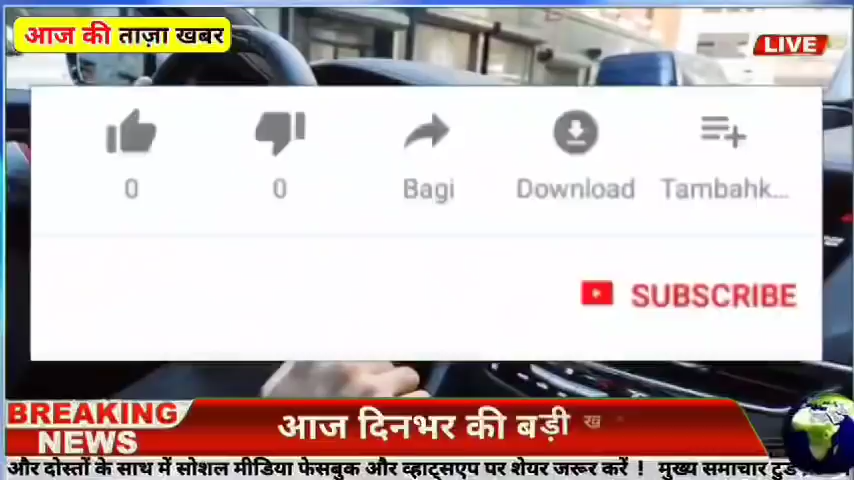 आज की ताज़ा खबर
LIVE
0
0
Bagi
Download
Tambahk...
SUBSCRIBE
BREAKING NEWS
आज दिनभर की बड़ी ख
और दोस्तों के साथ में सोशल मीडिया फेसबुक और व्हाट्सएप पर शेयर जरूर करें ! मुख्य समाचार टुडे